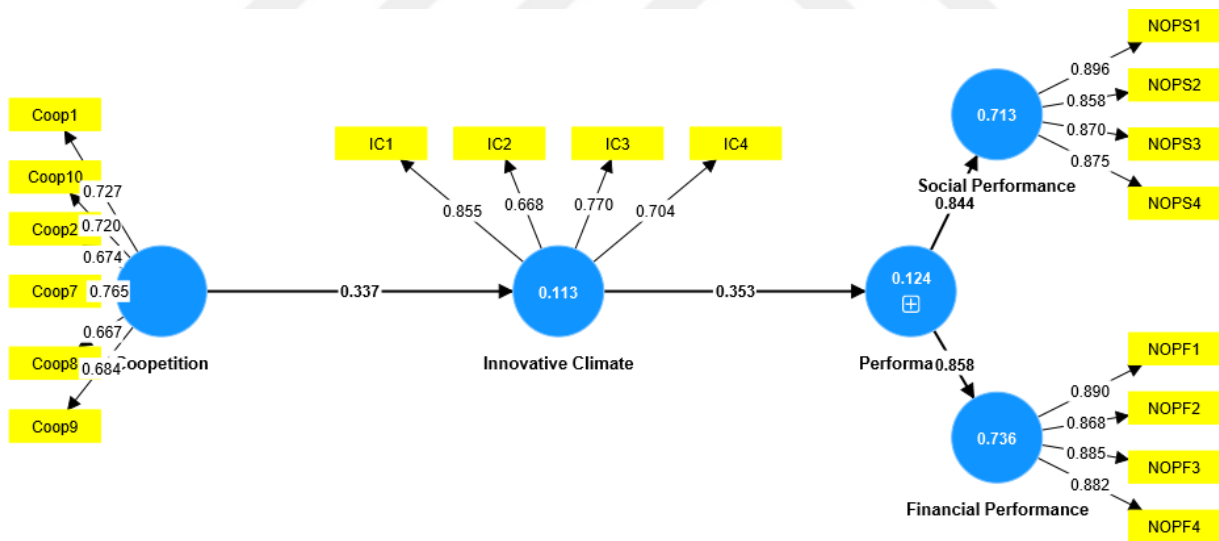 NOPS1
0.896
NOPS2
0.858
0.713
0.870
NOPS3
0.875
Social Performance
NOPS4
0.844
Coop1
IC1
IC2
IC3
IC4
Coop10
0.727
0.720
Coop2
0.855
0.668
0.770
0.704
0.674
Coop7
0.765
0.337
0.113
0.353
0.124
0.667
Coop8
0.684
Coopetition
Innovative Climate
Performa
0.858
NOPF1
0.890
NOPF2
0.868
Coop9
0.736
0.885
NOPF3
0.882
Financial Performance
NOPF4